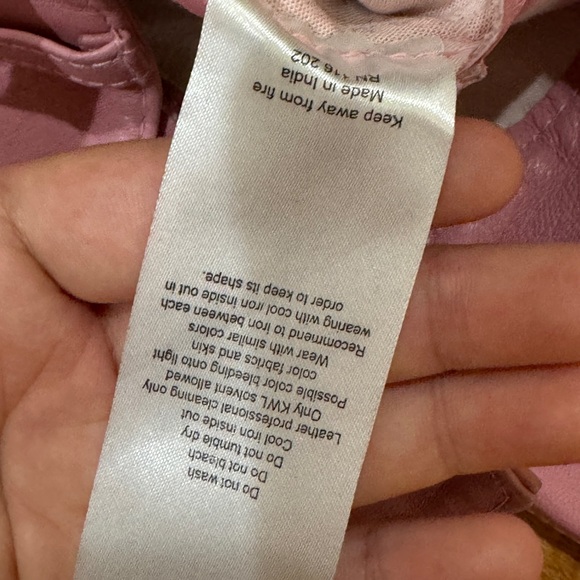 Do not wash
Do not bleach
Do not tumble dry
Cool iron inside out
Leather professional cleaning only
Only KWL solvent allowed
Possible color bleeding onto light
color fabrics and skin
Wear with similar colors
Recommend to iron between each
wearing with cool iron inside out in
order to keep its shape.
Keep away from fire
Made in India
RN 116 202